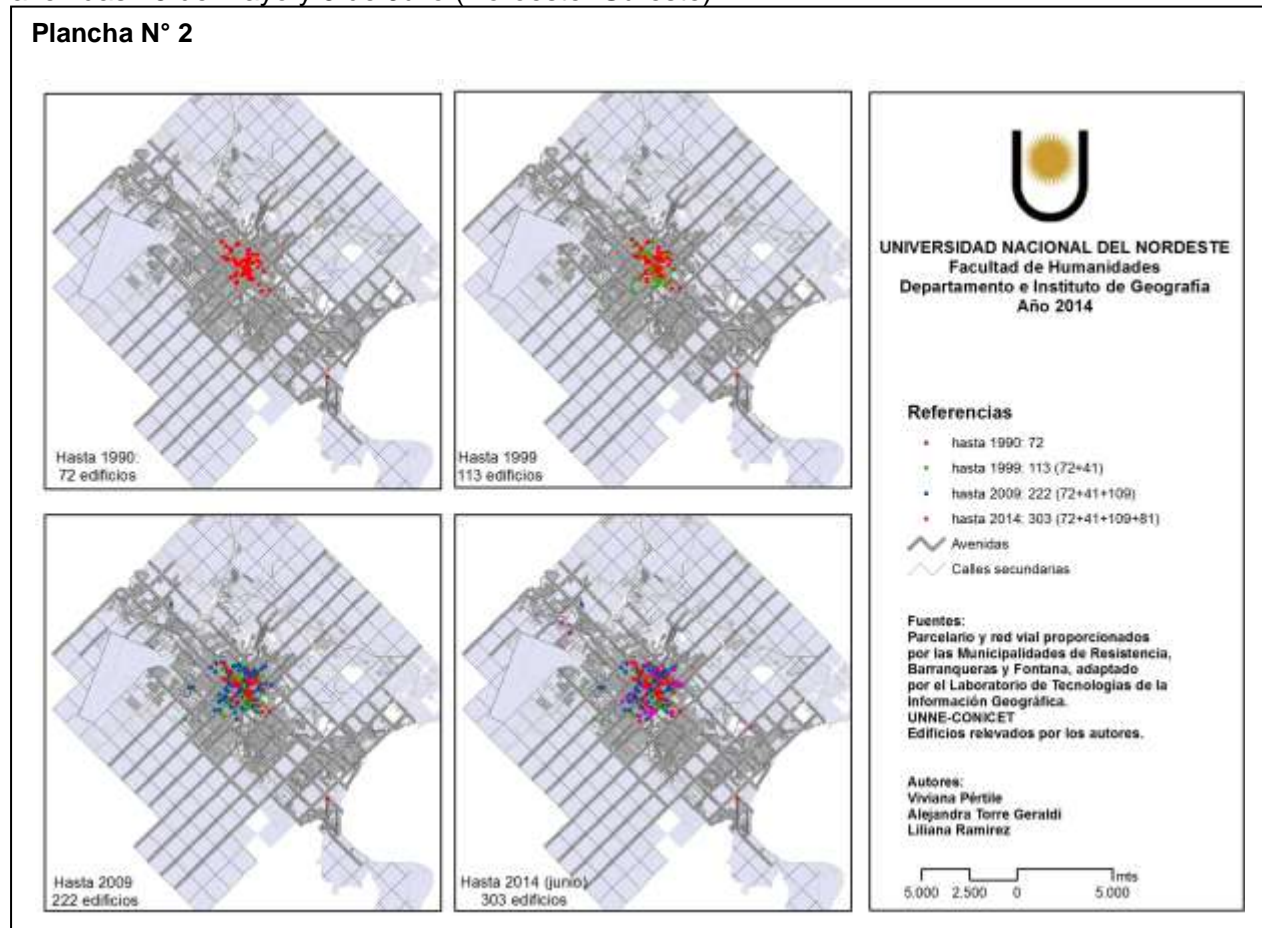 Plancha N° 2
Hasta 1990:
72 edificios
Hasta 1999
113 edificios
Hasta 2009
222 edificios
Hasta 2014 (junio)
303 edificios
UNIVERSIDAD NACIONAL DEL NORDESTE
Facultad de Humanidades
Departamento e Instituto de Geografía
Año 2014
Referencias
hasta 1990: 72
hasta 1999: 113 (72+41)
hasta 2009: 222 (72+41+109)
hasta 2014: 303 (72+41+109+81)
Avenidas
Calles secundarias
Fuentes:
Parcelario y red vial proporcionados
por las Municipalidades de Resistencia,
Barranqueras y Fontana, adaptado
por el Laboratorio de Tecnologías de la
Información Geográfica.
UNNE-CONICET
Edificios relevados por los autores.
Autores:
Viviana Pértile
Alejandra Torre Geraldi
Liliana Ramirez
mts
5.000 2.500 0 5.000